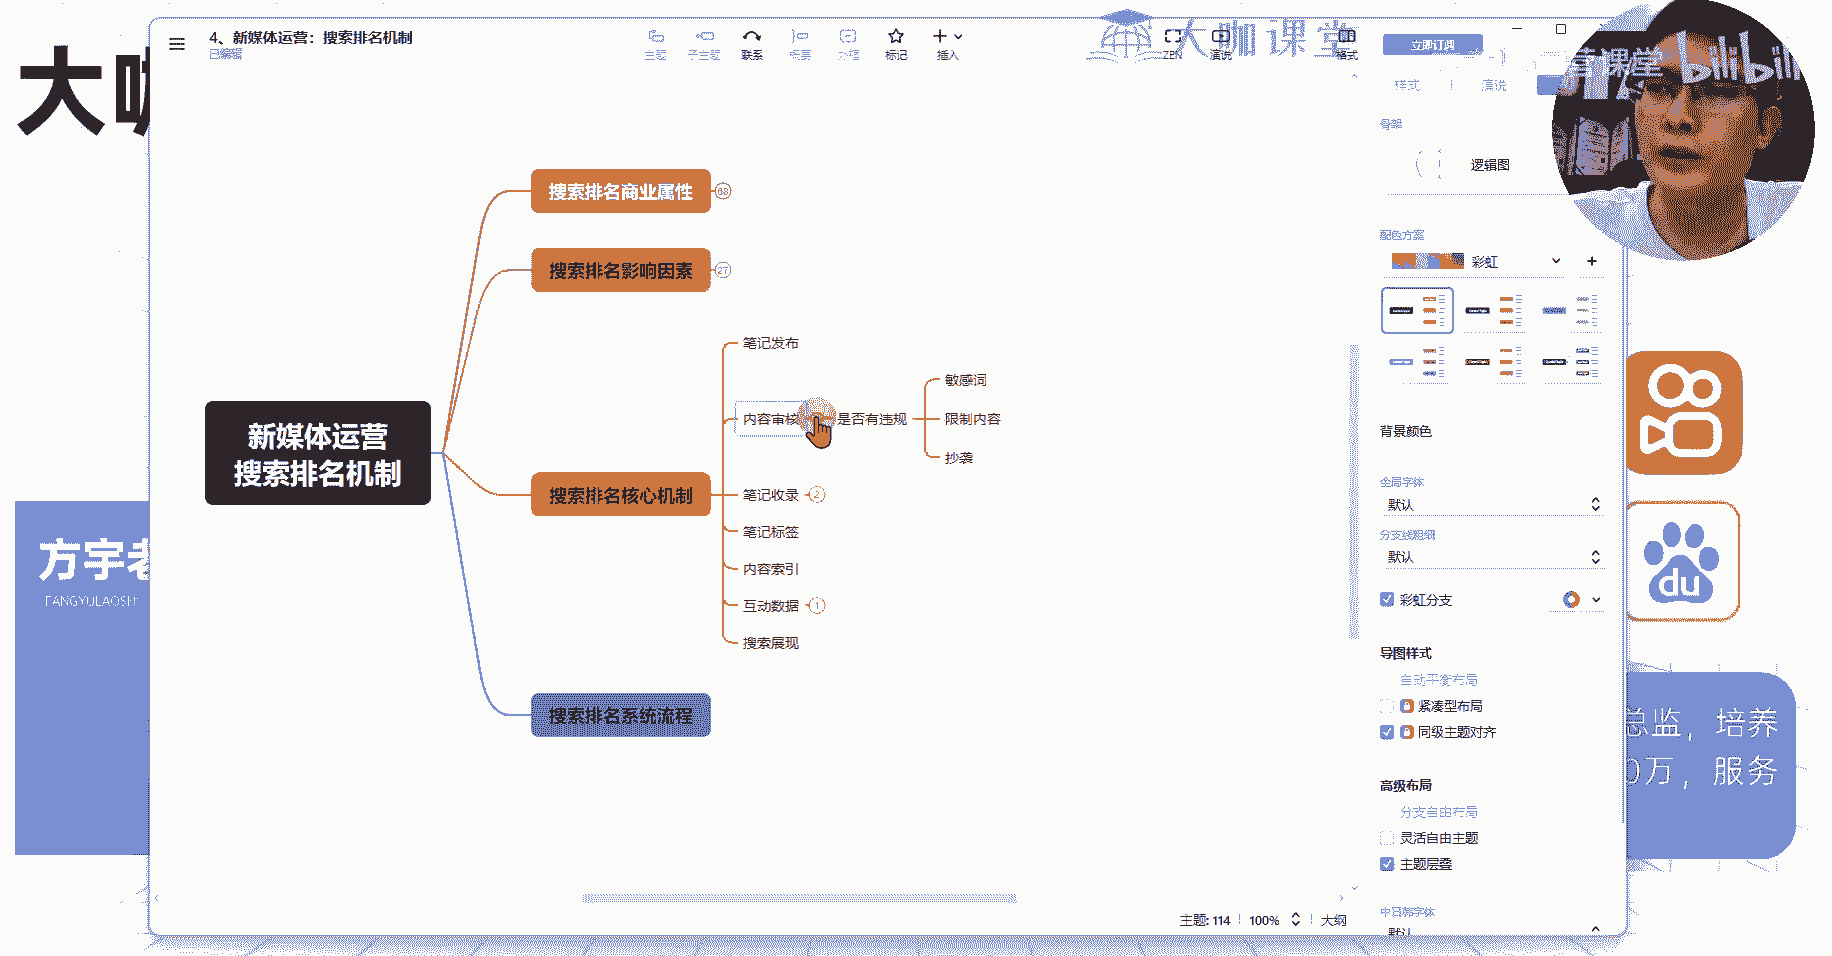 4、新媒体运营：搜索排名机制
已编辑
主题
子主题
联系
概要
外框
标记
插入
ZEN
演说
格式
大咖课堂
立即订阅
bilibili
样式
演说
大
骨架
逻辑图
配色方案
彩虹
背景颜色
全局字体
默认
分支线粗细
默认
彩虹分支
导图样式
自动平衡布局
紧凑型布局
同级主题对齐
高级布局
分支自由布局
灵活自由主题
主题层叠
中日韩字体
默认
新媒体运营
搜索排名机制
搜索排名商业属性
68
搜索排名影响因素
27
搜索排名核心机制
笔记发布
内容审核
是否有违规
敏感词
限制内容
抄袭
笔记收录
2
笔记标签
内容索引
互动数据
1
搜索展现
搜索排名系统流程
方宇老
FANGYULAOSHI
du
总监，培养
0万，服务
主题: 114
100%
大纲